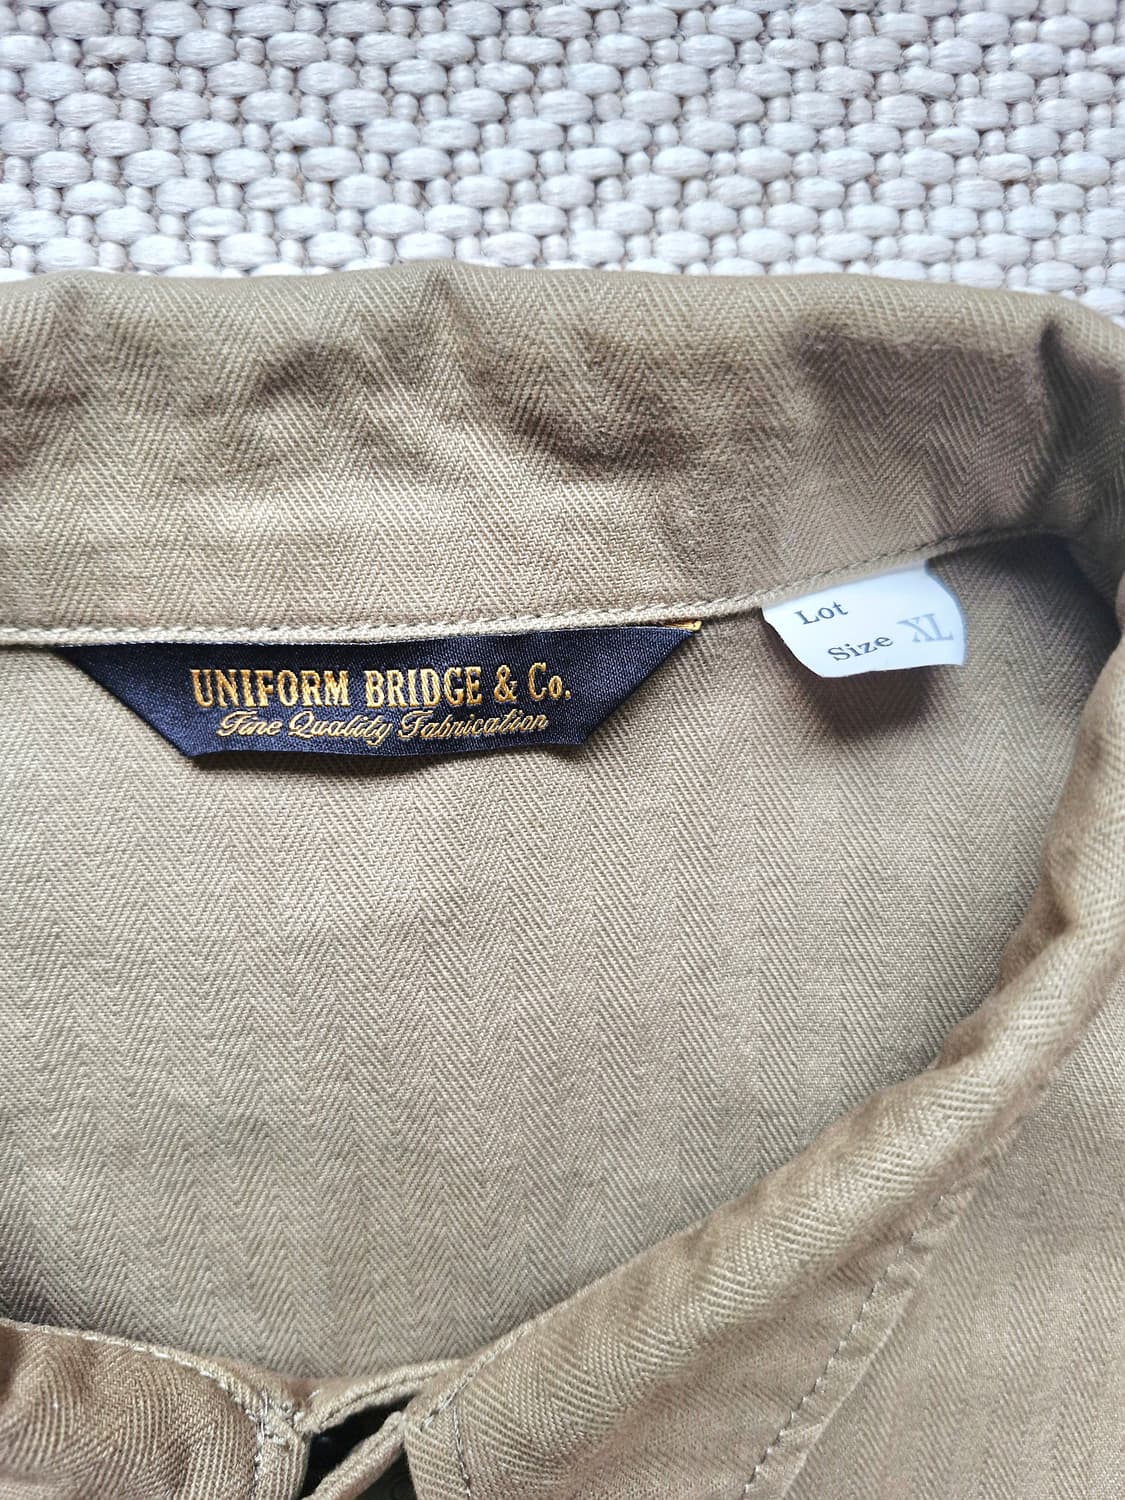 UNIFORM BRIDGE & Co.
Fine Quality Fabrication
Lot
Size XL